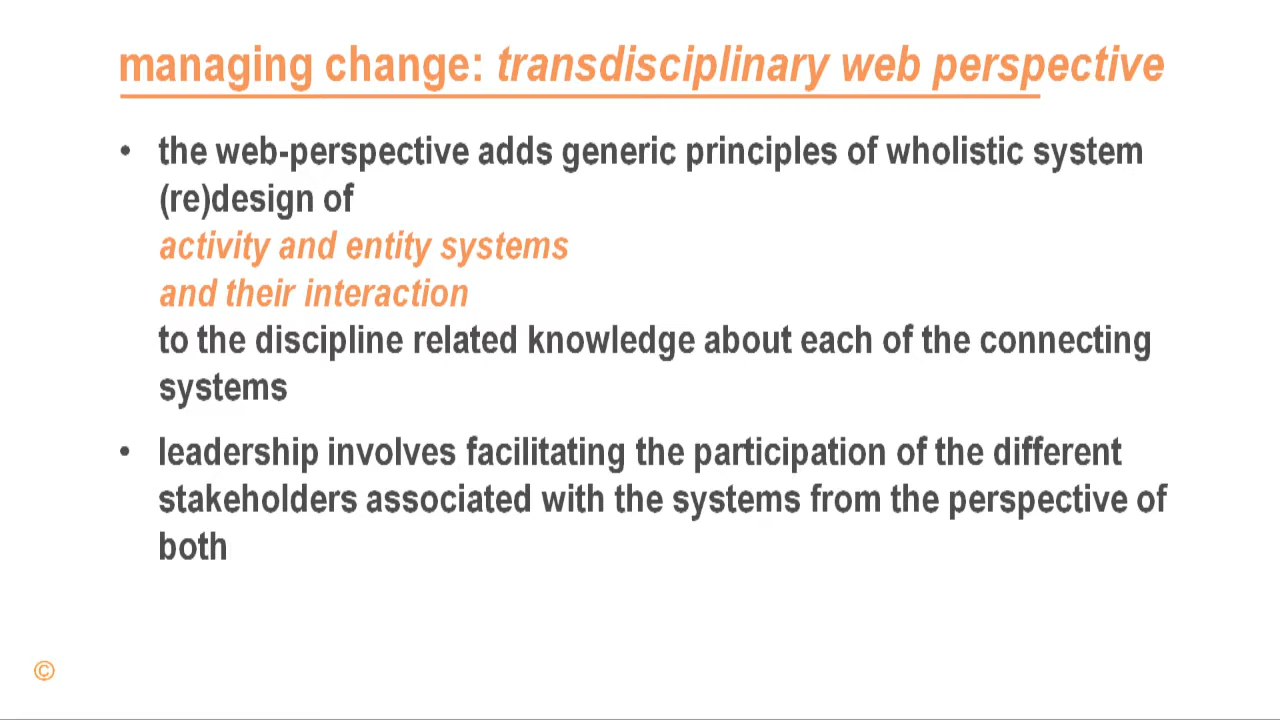 managing change: transdisciplinary web perspective
• the web-perspective adds generic principles of wholistic system
(re)design of
activity and entity systems
and their interaction
to the discipline related knowledge about each of the connecting
systems
• leadership involves facilitating the participation of the different
stakeholders associated with the systems from the perspective of
both
©